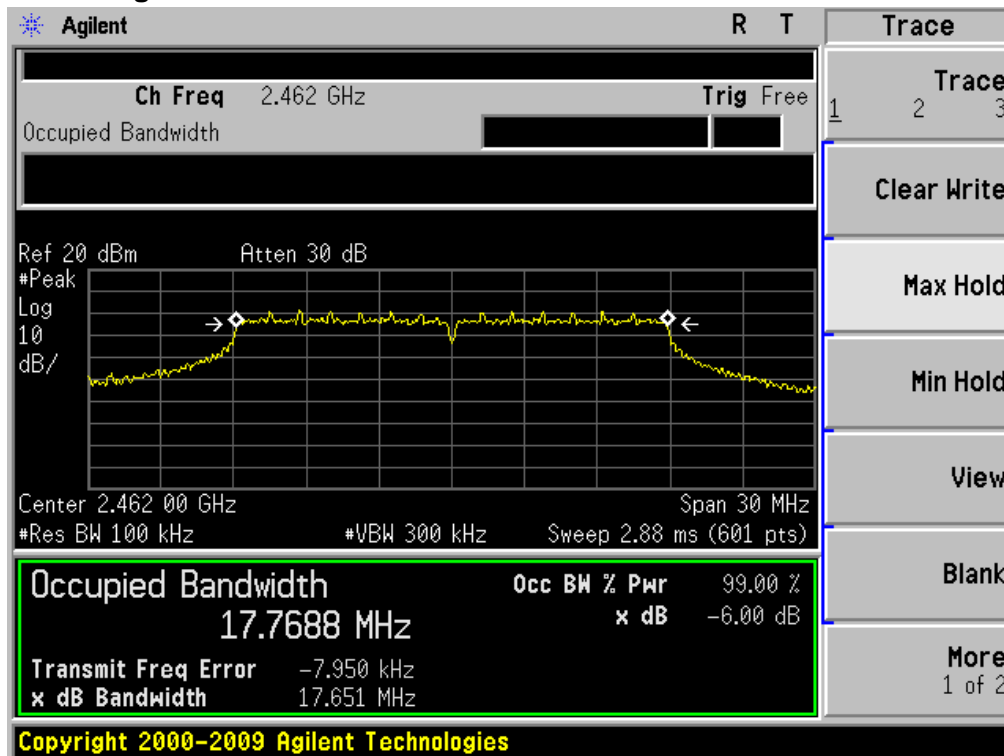 Agilent R T
Trace
Ch Freq 2.462 GHz Trig Free
Occupied Bandwidth
Trace
1 2 3
Clear Write
Ref 20 dBm Atten 30 dB
#Peak
Log
10
dB/
Max Hold
Min Hold
View
Center 2.462 00 GHz Span 30 MHz
#Res BW 100 kHz #VBW 300 kHz Sweep 2.88 ms (601 pts)
Occupied Bandwidth
17.7688 MHz
Occ BW % Pwr 99.00 %
x dB -6.00 dB
Transmit Freq Error -7.950 kHz
x dB Bandwidth 17.651 MHz
Blank
More
1 of 2
Copyright 2000-2009 Agilent Technologies